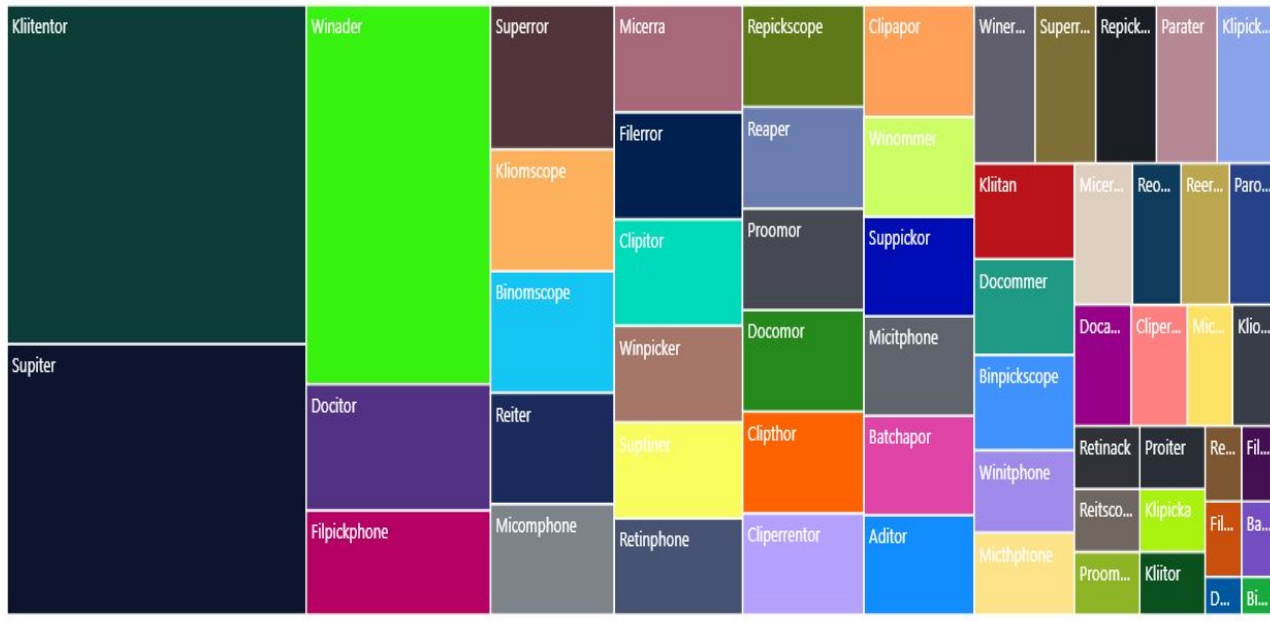 Kliitentor
Supiter
Winader
Docitor
Filpickphone
Superror
Kliomscope
Binomscope
Reiter
Micomphone
Micerra
Filerror
Clipitor
Winpicker
Suptiner
Retinphone
Repickscope
Reaper
Proomor
Docomor
Clipthor
Cliperrentor
Clipapor
Winommer
Suppickor
Micitphone
Batchapor
Aditor
Winer...
Superr...
Repick...
Parater
Klipick...
Kliitan
Docommer
Binpickscope
Winitphone
Micthphone
Micer...
Reo...
Reer...
Paro...
Doca...
Cliper...
Mic...
Klio...
Retinack
Proiter
Re...
Fil...
Reitsco...
Klipicka
Fil...
Ba...
Proom...
Kliitor
D...
Bi...